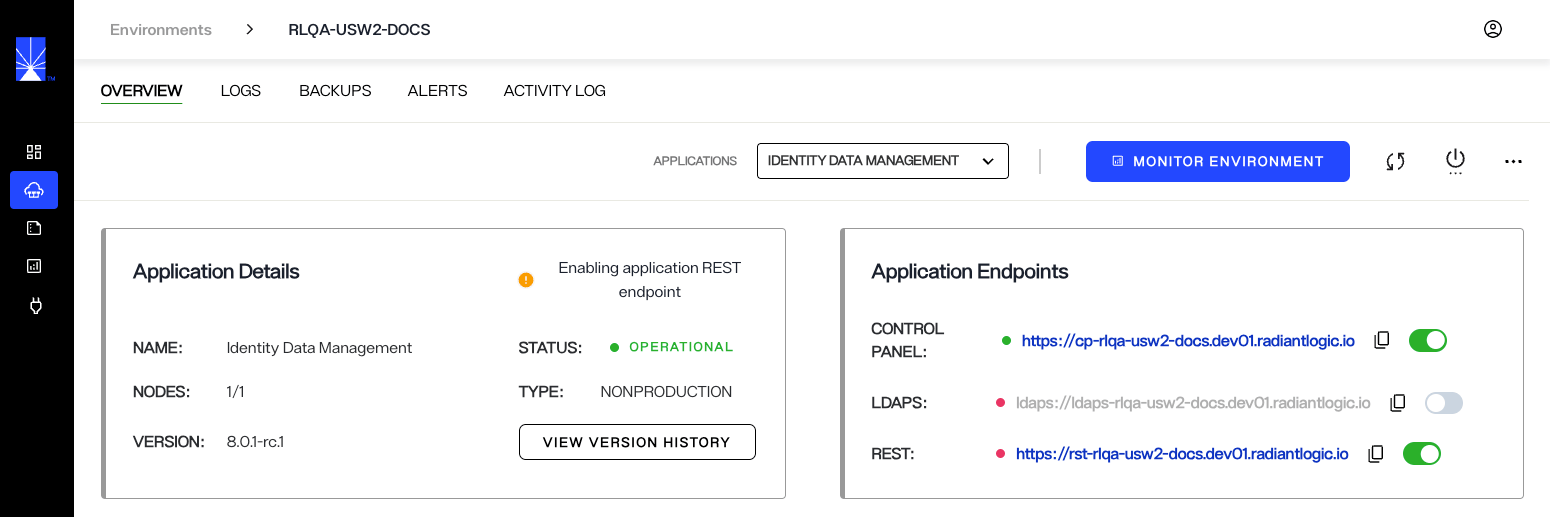 Environments > RLQA-USW2-DOCS
TM
OVERVIEW LOGS BACKUPS ALERTS ACTIVITY LOG
APPLICATIONS IDENTITY DATA MANAGEMENT MONITOR ENVIRONMENT
Application Details
Enabling application REST
endpoint
NAME: Identity Data Management
STATUS: OPERATIONAL
NODES: 1/1
TYPE: NONPRODUCTION
VERSION: 8.0.1-rc.1
VIEW VERSION HISTORY
Application Endpoints
CONTROL
PANEL:
https://cp-rlqa-usw2-docs.dev01.radiantlogic.io
LDAPS: ldaps://ldaps-rlqa-usw2-docs.dev01.radiantlogic.io
REST: https://rst-rlqa-usw2-docs.dev01.radiantlogic.io